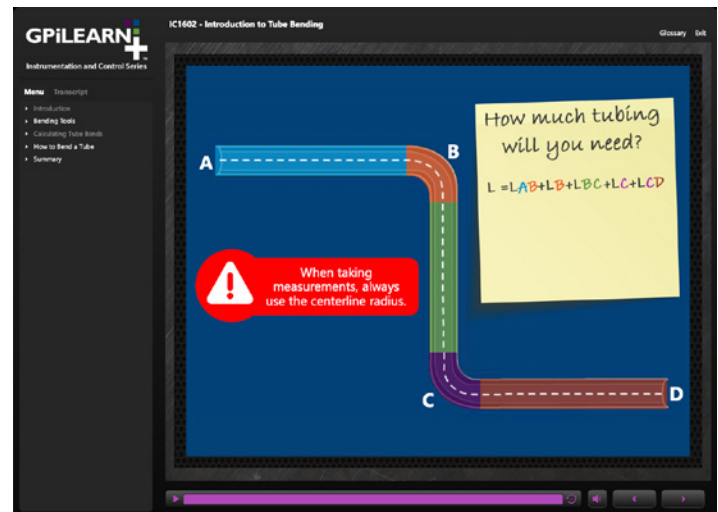 GPiLEARN
IC1602 - Introduction to Tube Bending
Glossary Exit
Instrumentation and Control Series
Menu Transcript
Introduction
Bending Tools
Calculating Tube Bends
How to Bend a Tube
Summary
How much tubing
will you need?
L =LAB+LB+LBC+LC+LCD
A
B
When taking
measurements, always
use the centerline radius.
C
D